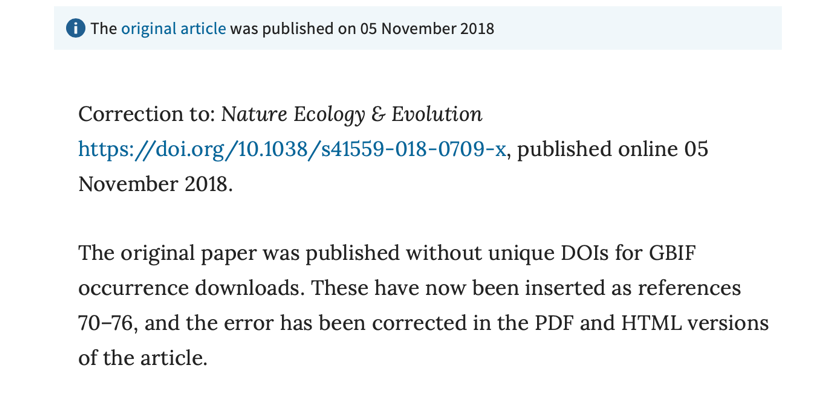 The original article was published on 05 November 2018
Correction to: Nature Ecology & Evolution
https://doi.org/10.1038/s41559-018-0709-x, published online 05
November 2018.
The original paper was published without unique DOIs for GBIF
occurrence downloads. These have now been inserted as references
70–76, and the error has been corrected in the PDF and HTML versions
of the article.